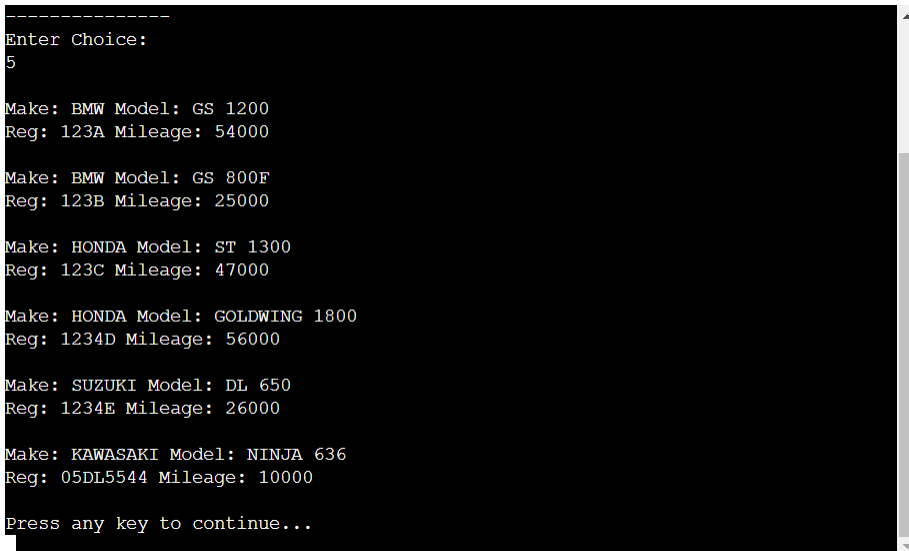 ---------------
Enter Choice:
5
Make: BMW Model: GS 1200
Reg: 123A Mileage: 54000
Make: BMW Model: GS 800F
Reg: 123B Mileage: 25000
Make: HONDA Model: ST 1300
Reg: 123C Mileage: 47000
Make: HONDA Model: GOLDWING 1800
Reg: 1234D Mileage: 56000
Make: SUZUKI Model: DL 650
Reg: 1234E Mileage: 26000
Make: KAWASAKI Model: NINJA 636
Reg: 05DL5544 Mileage: 10000
Press any key to continue...